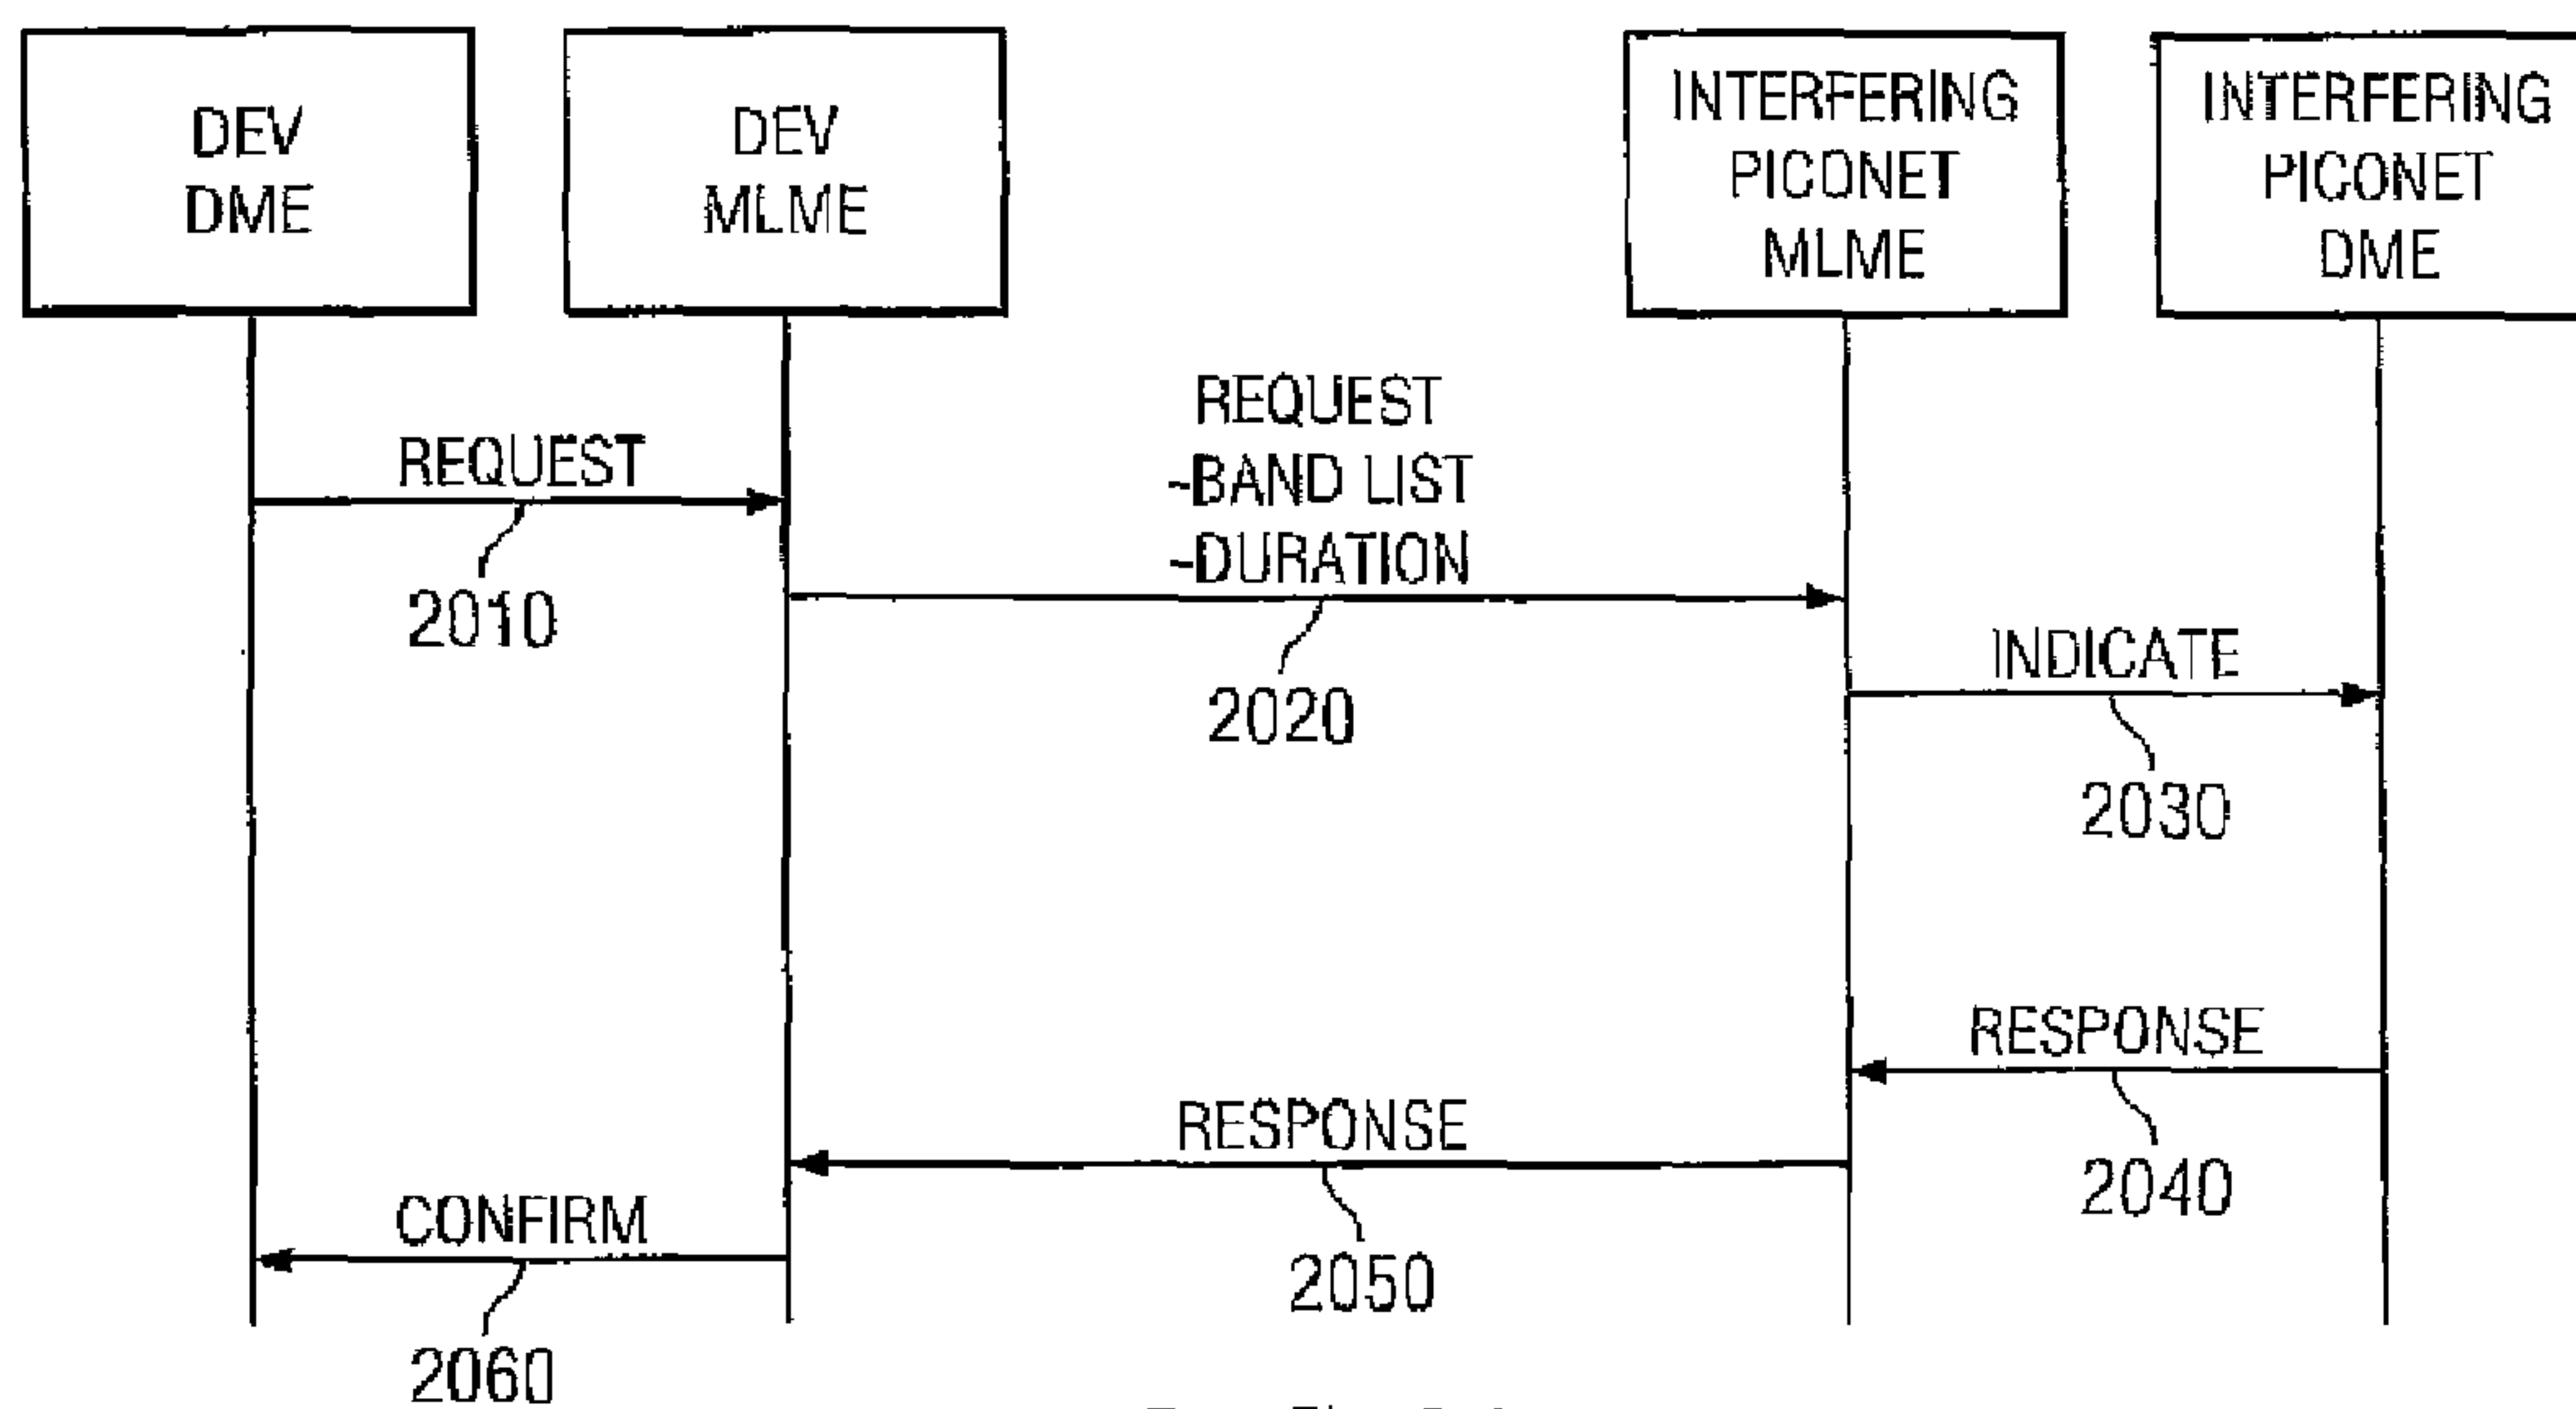 DEV
DME
DEV
MLME
INTERFERING
PICONET
MLME
INTERFERING
PICONET
DME
REQUEST
2010
REQUEST
-BAND LIST
-DURATION
2020
INDICATE
2030
RESPONSE
2040
RESPONSE
2050
CONFIRM
2060